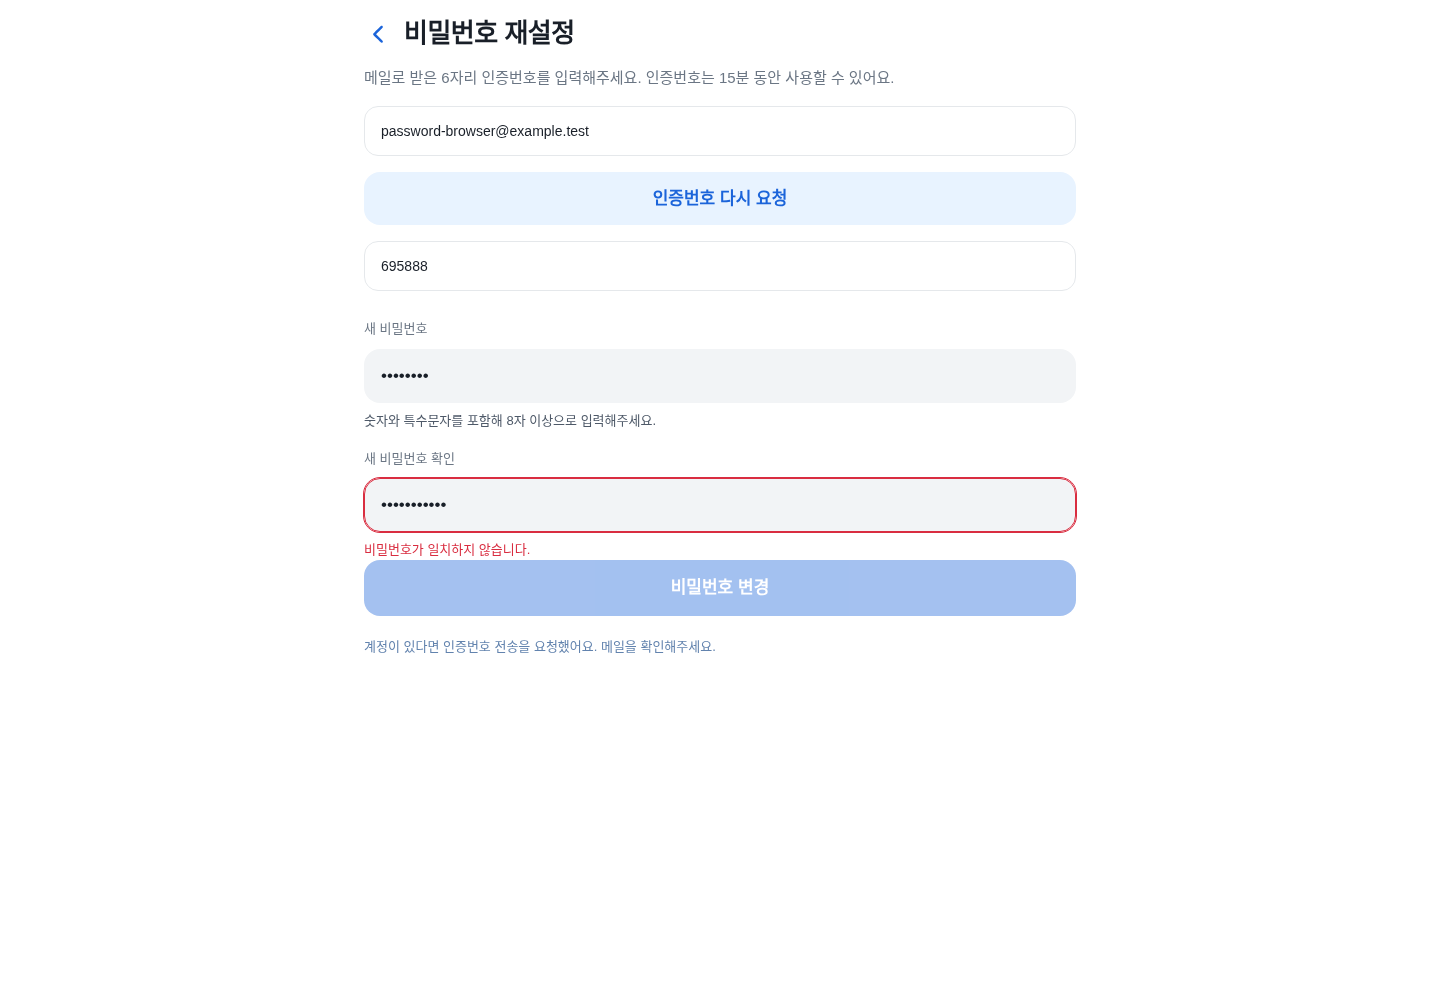 비밀번호 재설정
메일로 받은 6자리 인증번호를 입력해주세요. 인증번호는 15분 동안 사용할 수 있어요.
password-browser@example.test
인증번호 다시 요청
695888
새 비밀번호
••••••••
숫자와 특수문자를 포함해 8자 이상으로 입력해주세요.
새 비밀번호 확인
•••••••••••
비밀번호가 일치하지 않습니다.
비밀번호 변경
계정이 있다면 인증번호 전송을 요청했어요. 메일을 확인해주세요.